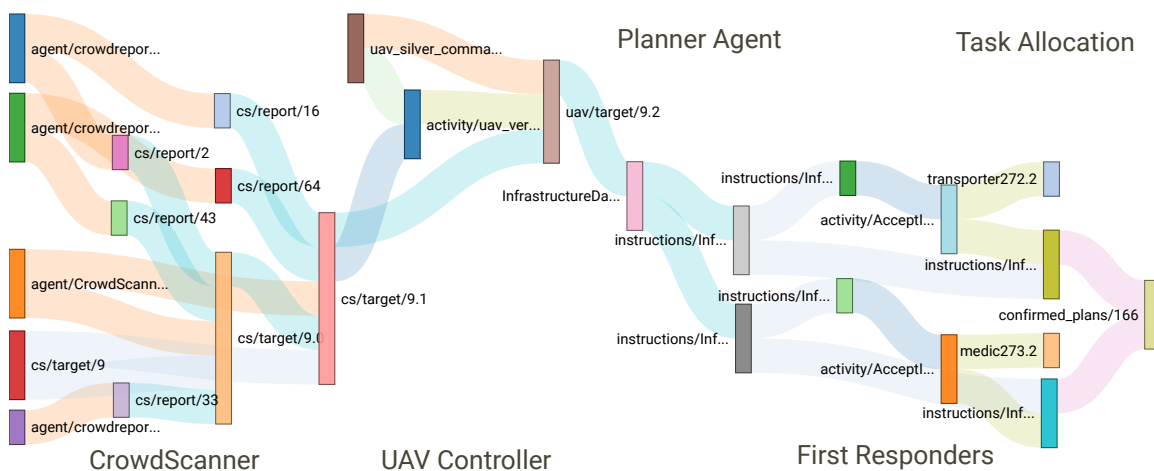 Planner Agent
Task Allocation
agent/crowdrepor...
uav_silver_comma...
cs/report/16
uav/target/9.2
agent/crowdrepor...
activity/uav_ver...
cs/report/2
cs/report/64
instructions/Inf...
transporter272.2
InfrastructureDa...
cs/report/43
activity/AcceptI...
instructions/Inf...
instructions/Inf...
agent/CrowdScann...
cs/target/9.1
instructions/Inf...
confirmed_plans/166
cs/target/9.0
instructions/Inf...
medic273.2
cs/target/9
activity/AcceptI...
cs/report/33
instructions/Inf...
agent/crowdrepor...
CrowdScanner
UAV Controller
First Responders